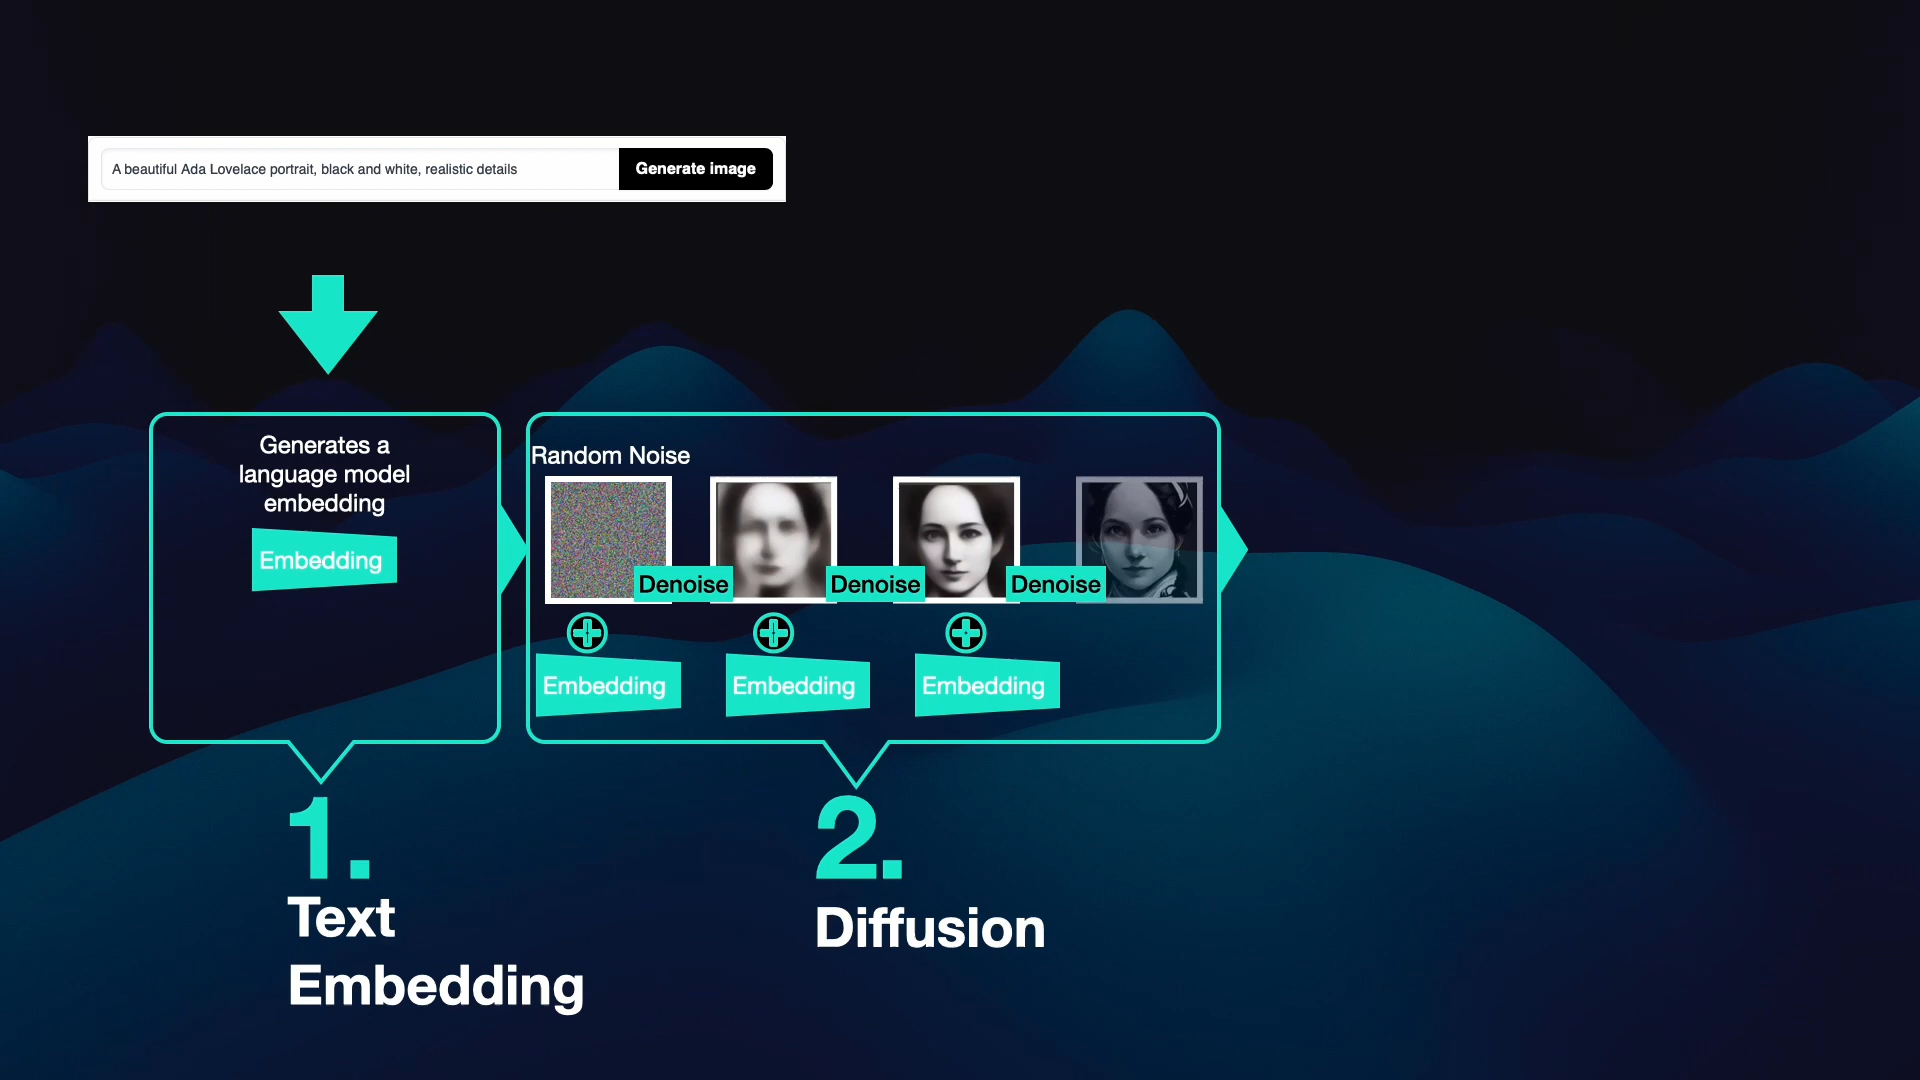 A beautiful Ada Lovelace portrait, black and white, realistic details
Generate image
Generates a
language model
embedding
Embedding
Random Noise
Denoise
Denoise
Denoise
Embedding
Embedding
Embedding
1.
Text
Embedding
2.
Diffusion